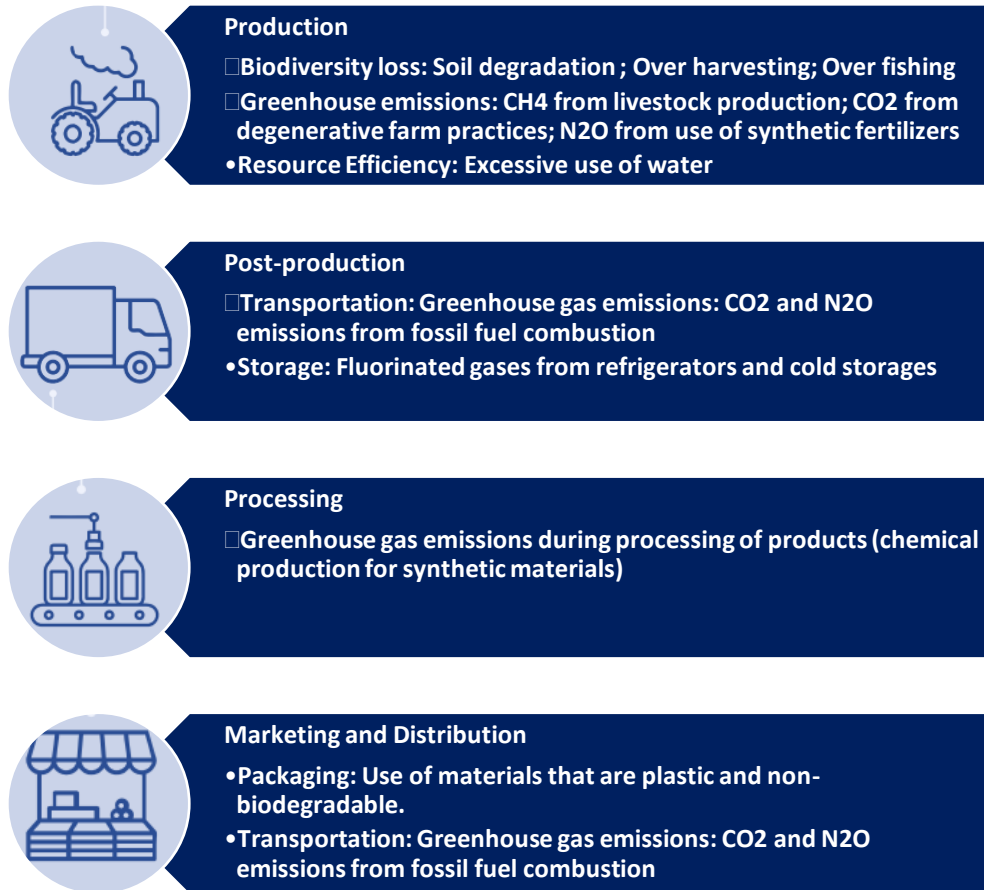 Production
□Biodiversity loss: Soil degradation ; Over harvesting; Over fishing
□Greenhouse emissions: CH4 from livestock production; CO2 from
degenerative farm practices; N2O from use of synthetic fertilizers
•Resource Efficiency: Excessive use of water
Post-production
□Transportation: Greenhouse gas emissions: CO2 and N2O
emissions from fossil fuel combustion
•Storage: Fluorinated gases from refrigerators and cold storages
Processing
□Greenhouse gas emissions during processing of products (chemical
production for synthetic materials)
Marketing and Distribution
•Packaging: Use of materials that are plastic and non-
biodegradable.
•Transportation: Greenhouse gas emissions: CO2 and N2O
emissions from fossil fuel combustion